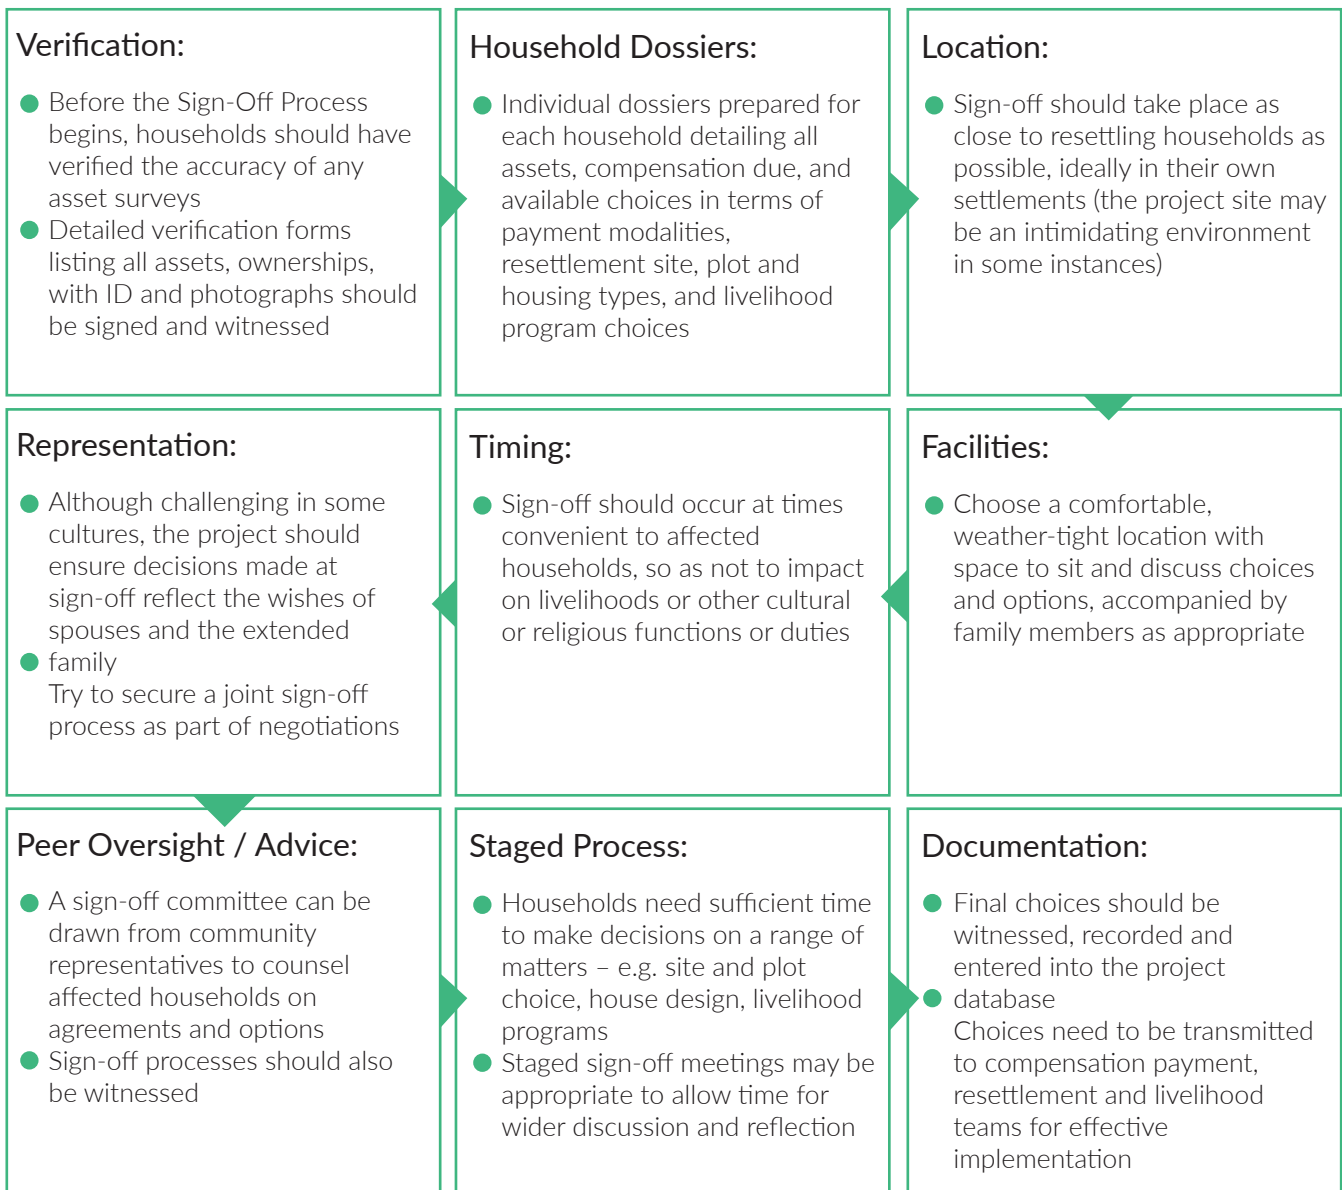 Verification:
● Before the Sign-Off Process
begins, households should have
verified the accuracy of any
asset surveys
● Detailed verification forms
listing all assets, ownerships,
with ID and photographs should
be signed and witnessed
Household Dossiers:
● Individual dossiers prepared for
each household detailing all
assets, compensation due, and
available choices in terms of
payment modalities,
resettlement site, plot and
housing types, and livelihood
program choices
Location:
● Sign-off should take place as
close to resettling households as
possible, ideally in their own
settlements (the project site may
be an intimidating environment
in some instances)
Facilities:
● Choose a comfortable,
weather-tight location with
space to sit and discuss choices
and options, accompanied by
family members as appropriate
Timing:
● Sign-off should occur at times
convenient to affected
households, so as not to impact
on livelihoods or other cultural
or religious functions or duties
Representation:
● Although challenging in some
cultures, the project should
ensure decisions made at
sign-off reflect the wishes of
spouses and the extended
● family
Try to secure a joint sign-off
process as part of negotiations
Peer Oversight / Advice:
● A sign-off committee can be
drawn from community
representatives to counsel
affected households on
agreements and options
● Sign-off processes should also
be witnessed
Staged Process:
● Households need sufficient time
to make decisions on a range of
matters – e.g. site and plot
choice, house design, livelihood
programs
● Staged sign-off meetings may be
appropriate to allow time for
wider discussion and reflection
Documentation:
● Final choices should be
witnessed, recorded and
entered into the project
● database
Choices need to be transmitted
to compensation payment,
resettlement and livelihood
teams for effective
implementation